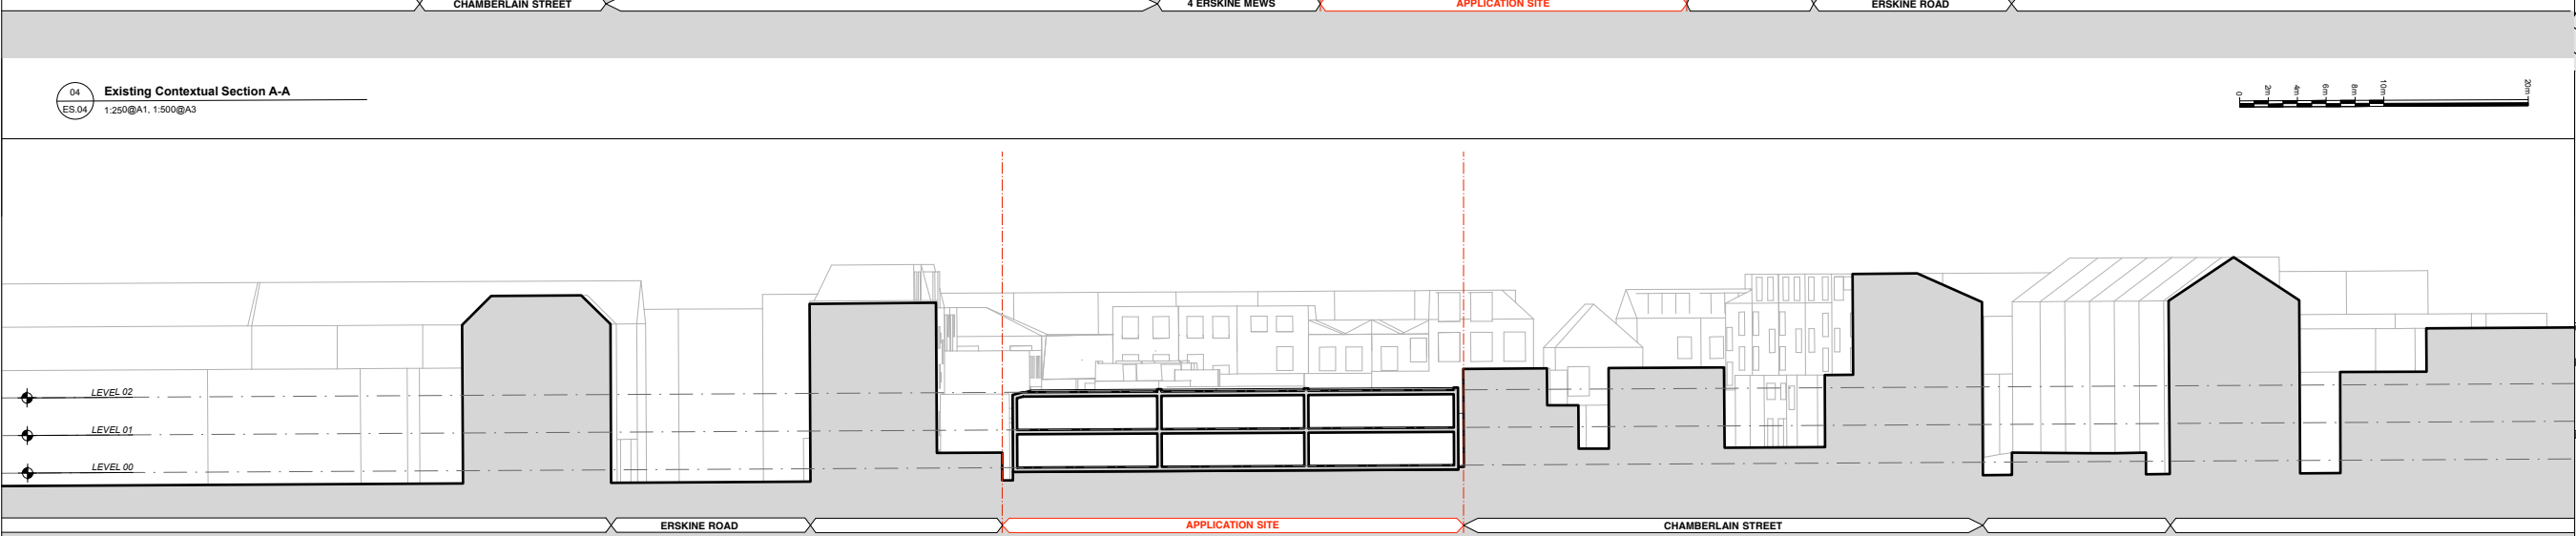 CHAMBERLAIN STREET
4 ERSKINE MEWS
APPLICATION SITE
ERSKINE ROAD
04
ES.04
Existing Contextual Section A-A
1:250@A1, 1:500@A3
0 2m 4m 6m 8m 10m 20m
LEVEL 02
LEVEL 01
LEVEL 00
ERSKINE ROAD
APPLICATION SITE
CHAMBERLAIN STREET